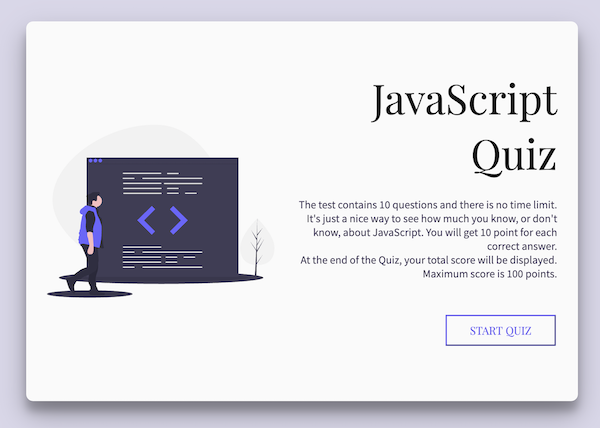 JavaScript
Quiz
The test contains 10 questions and there is no time limit.
It's just a nice way to see how much you know, or don't
know, about JavaScript. You will get 10 point for each
correct answer.
At the end of the Quiz, your total score will be displayed.
Maximum score is 100 points.
START QUIZ